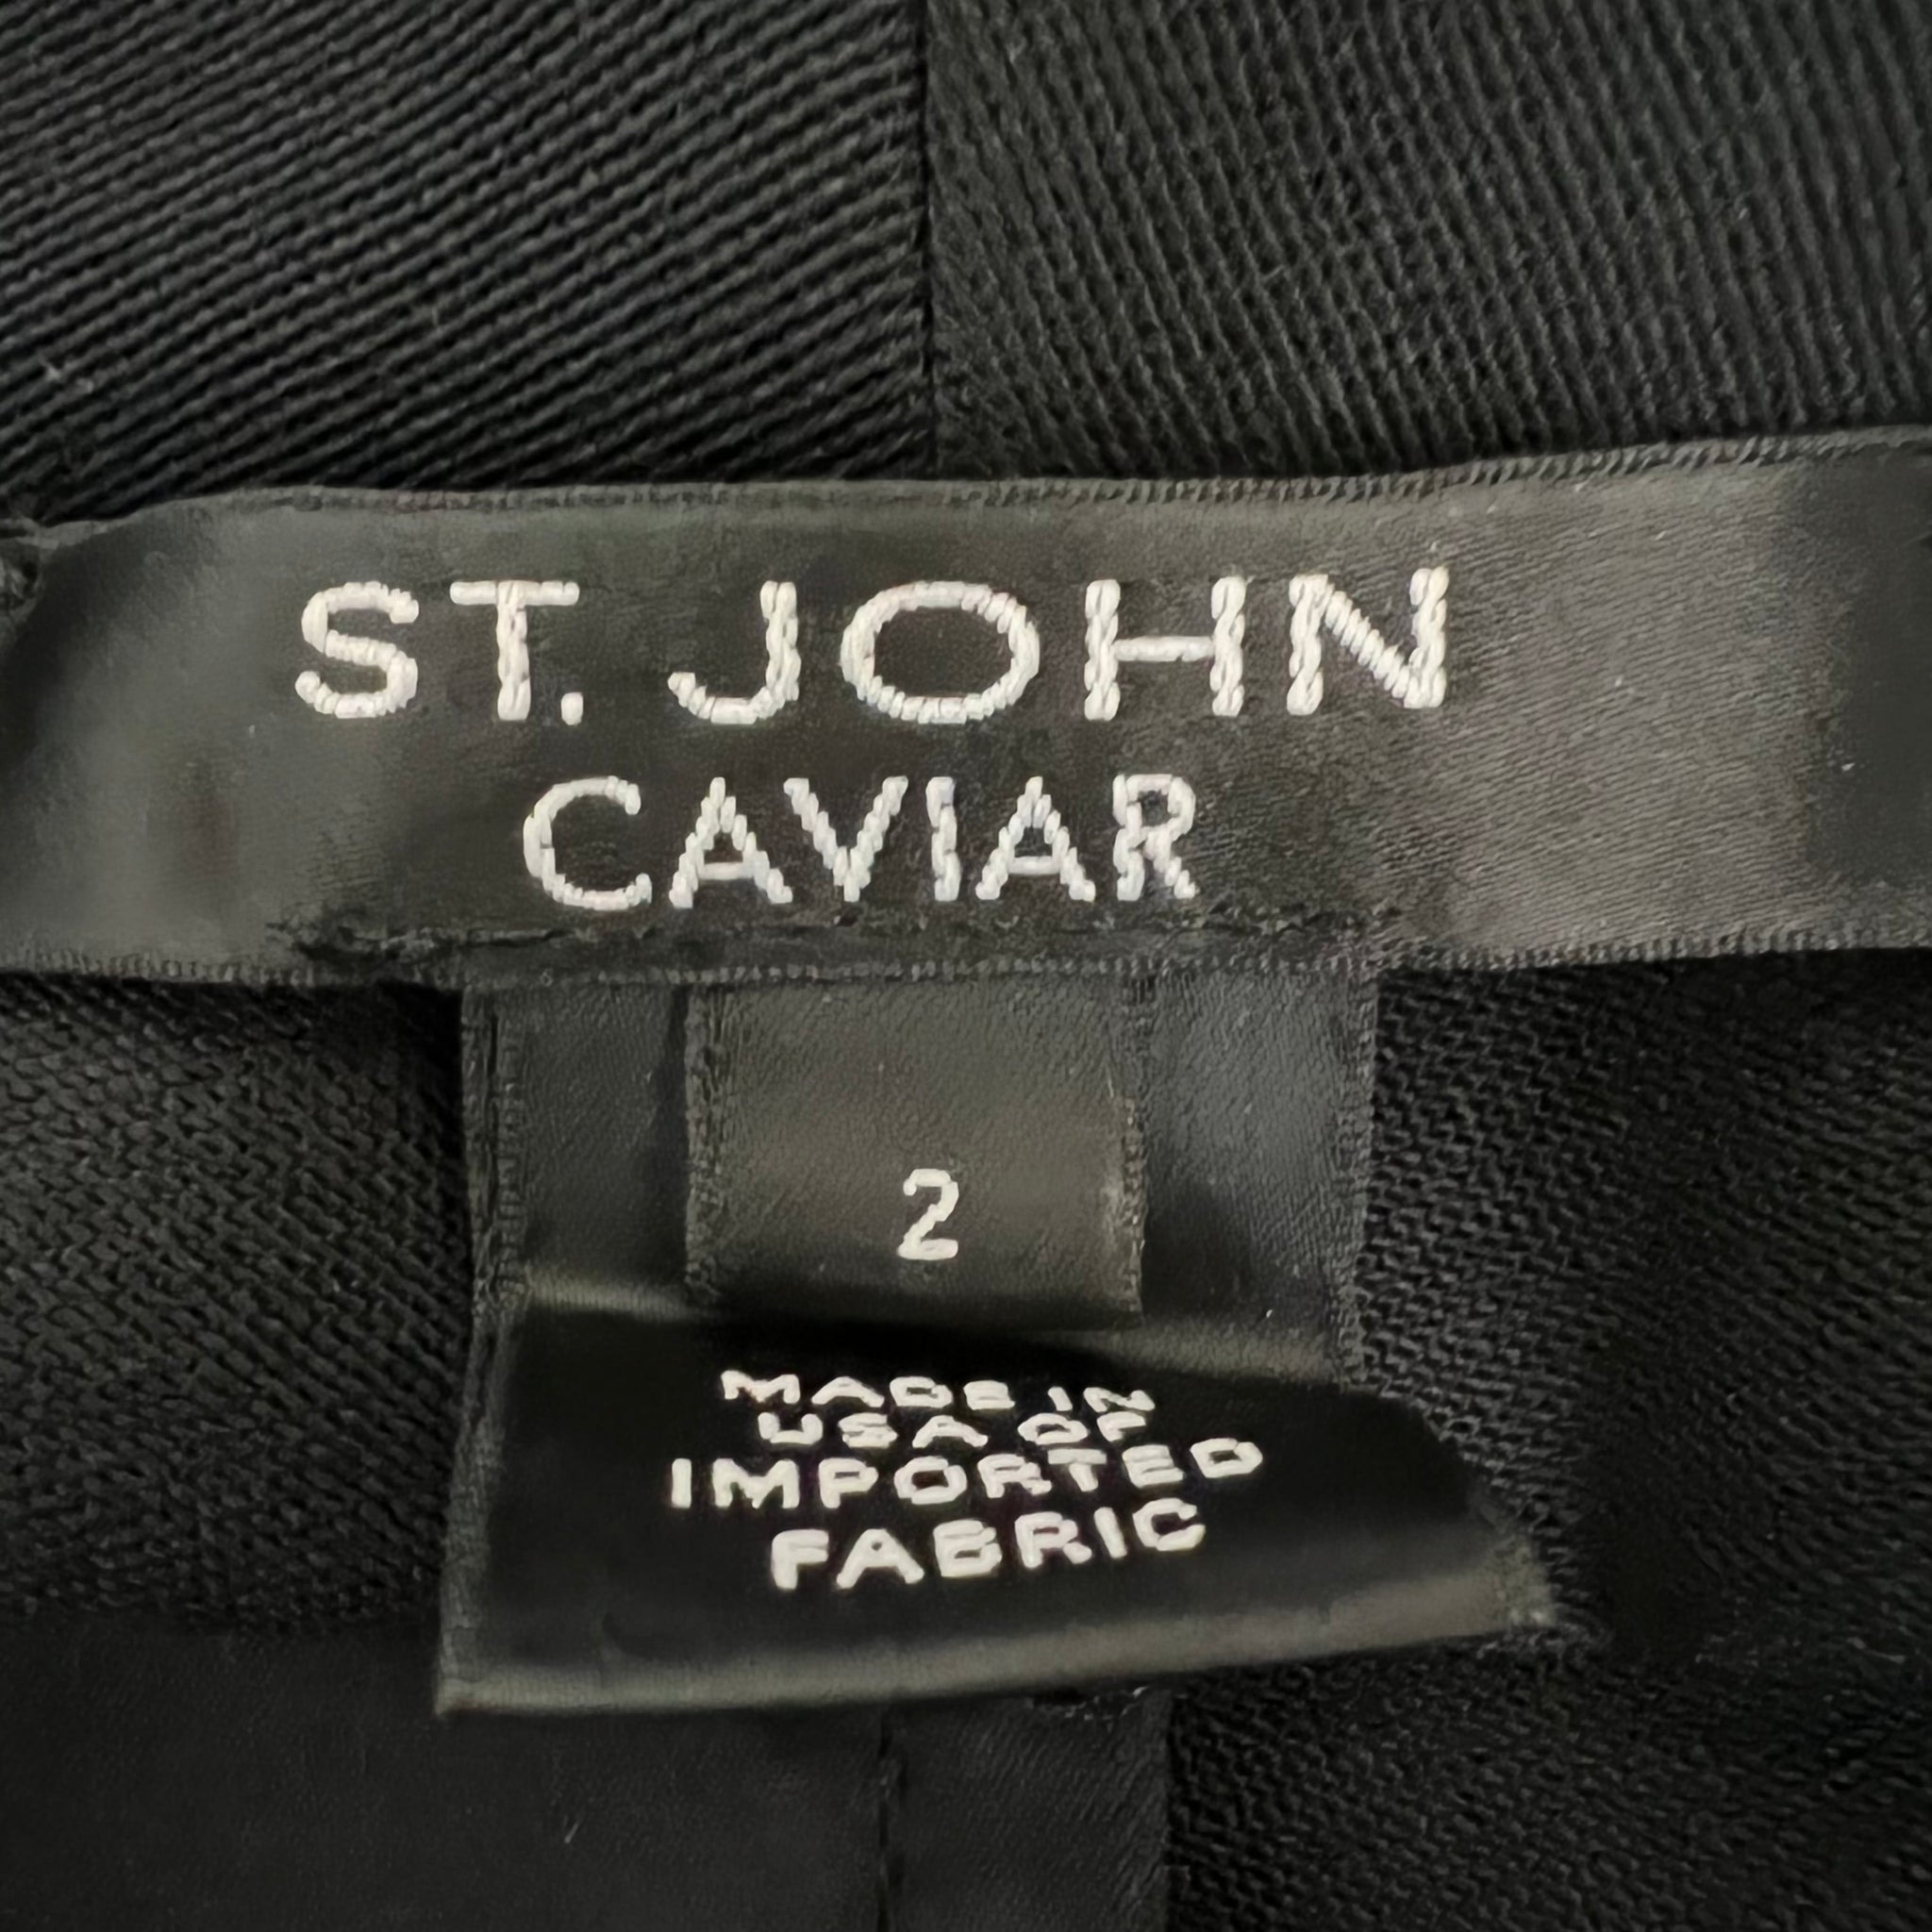 ST. JOHN
CAVIAR
2
MADE IN
USA OF
IMPORTED
FABRIC